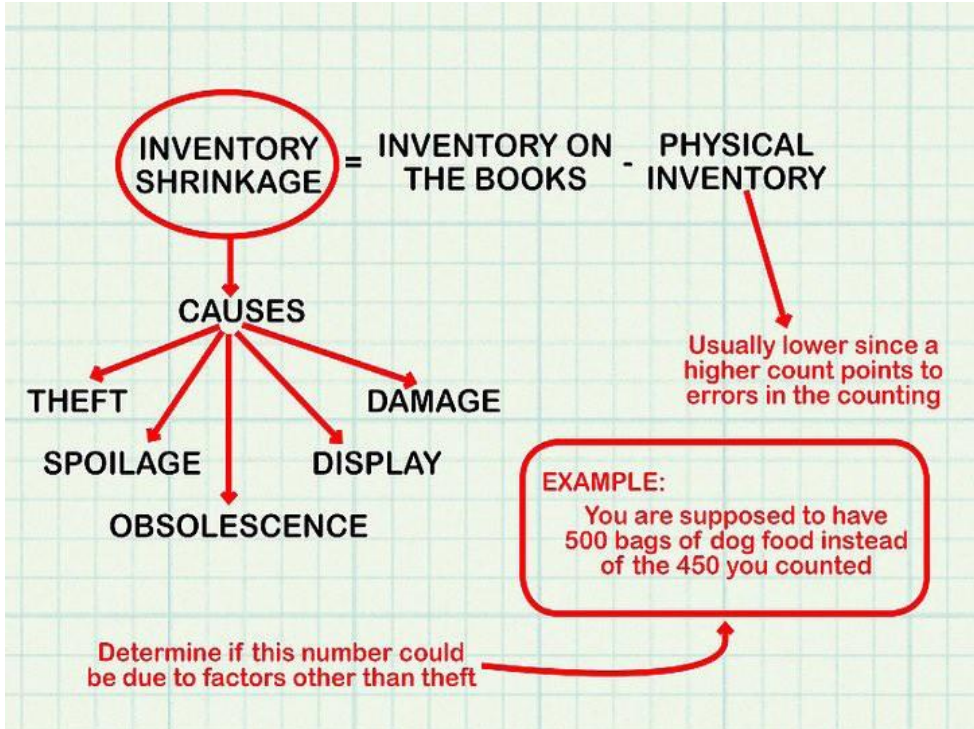 INVENTORY SHRINKAGE = INVENTORY ON THE BOOKS - PHYSICAL INVENTORY
CAUSES
THEFT
DAMAGE
SPOILAGE
DISPLAY
OBSOLESCENCE
Usually lower since a
higher count points to
errors in the counting
EXAMPLE:
You are supposed to have
500 bags of dog food instead
of the 450 you counted
Determine if this number could
be due to factors other than theft